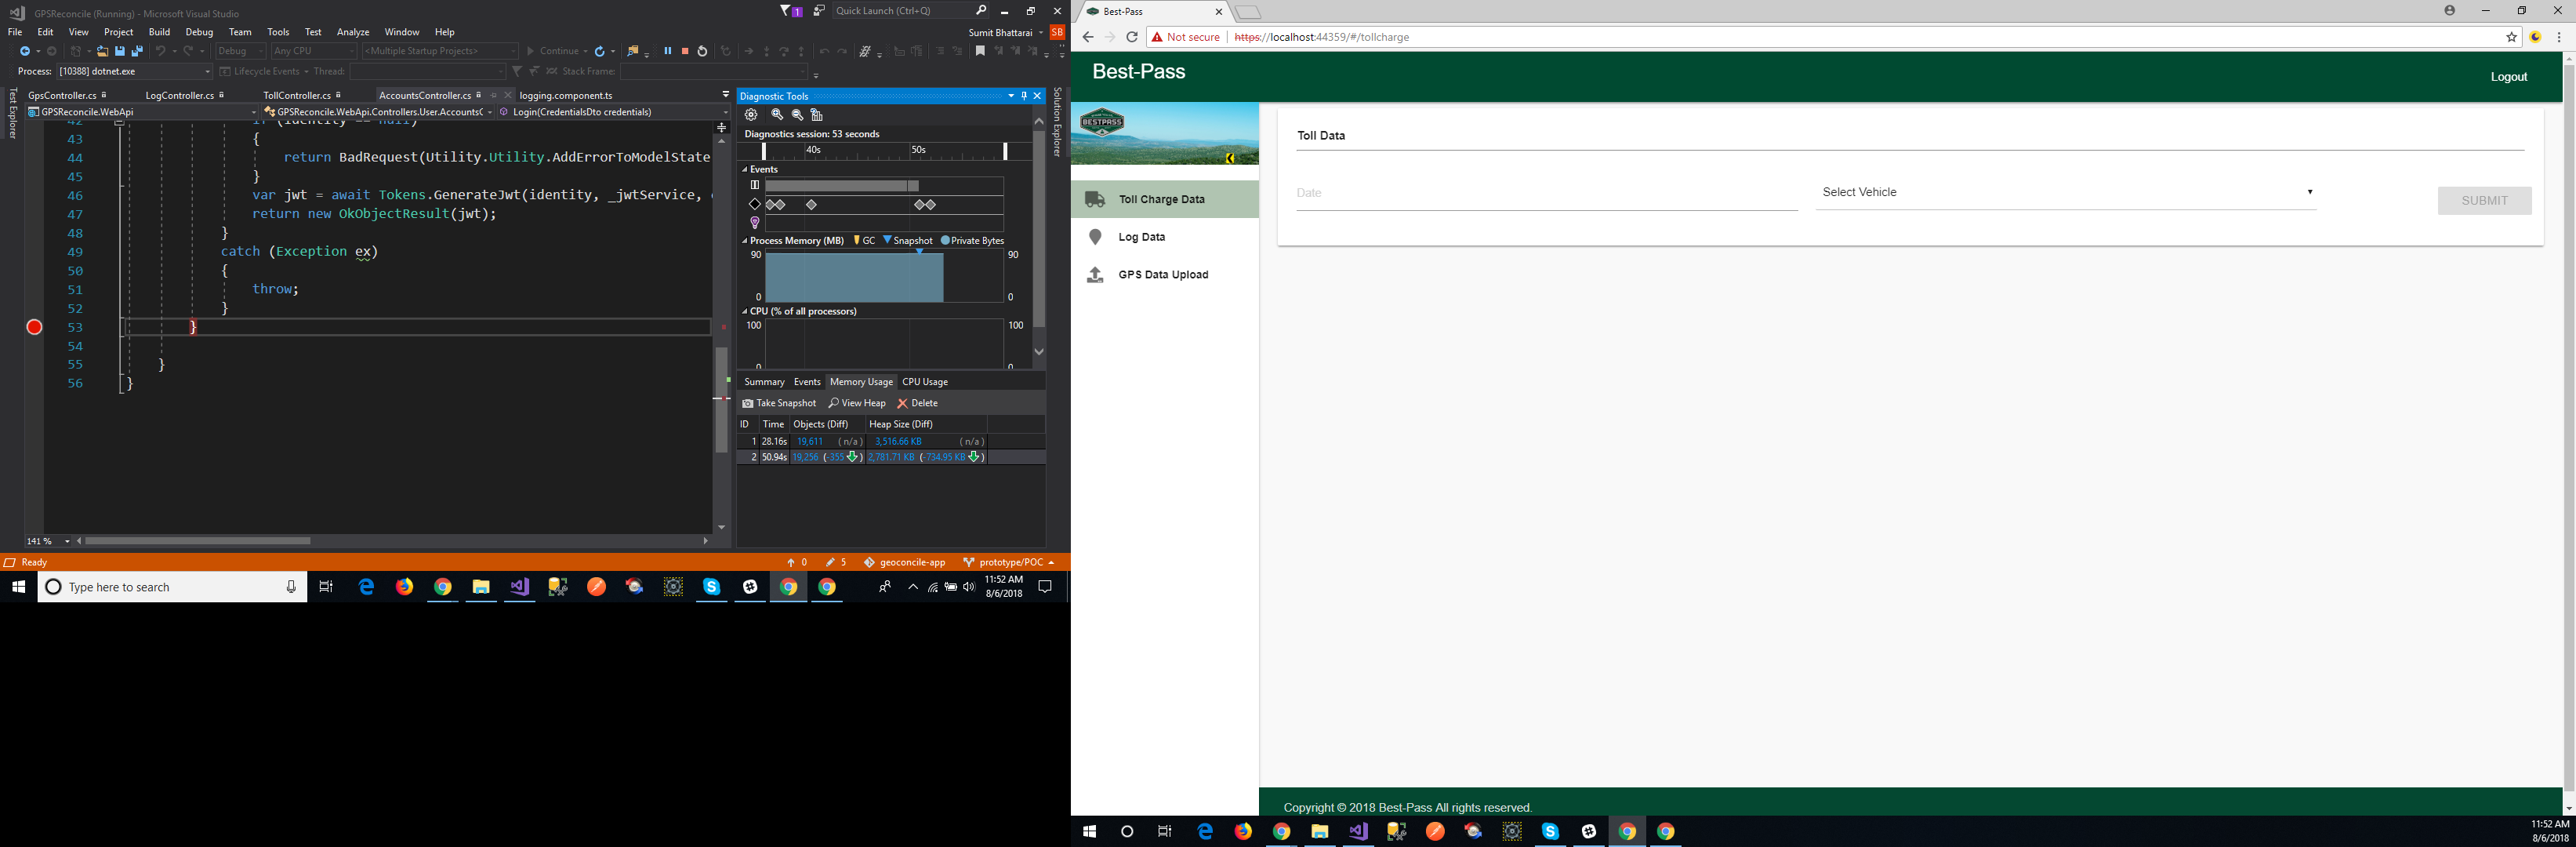 GPSReconcile (Running) - Microsoft Visual Studio
1
Quick Launch (Ctrl+Q)
File Edit View Project Build Debug Team Tools Test Analyze Window Help
Sumit Bhattarai SB
Debug Any CPU <Multiple Startup Projects> Continue
Process: [10388] dotnet.exe Lifecycle Events Thread: Stack Frame:
Test Explorer
GpsController.cs LogController.cs TollController.cs AccountsController.cs logging.component.ts
GPSReconcile.WebApi GPSReconcile.WebApi.Controllers.User.AccountsC Login(CredentialsDto credentials)
42 if (identity == null)
43 {
44 return BadRequest(Utility.Utility.AddErrorToModelState
45 }
46 var jwt = await Tokens.GenerateJwt(identity, _jwtService,
47 return new OkObjectResult(jwt);
48 }
49 catch (Exception ex)
50 {
51 throw;
52 }
53 }
54
55 }
56 }
141 %
Diagnostic Tools
Diagnostics session: 53 seconds
40s 50s
Events
Process Memory (MB) GC Snapshot Private Bytes
90 90
0 0
CPU (% of all processors)
100 100
0 0
Summary Events Memory Usage CPU Usage
Take Snapshot View Heap Delete
ID Time Objects (Diff) Heap Size (Diff)
1 28.16s 19,611 (n/a) 3,516.66 KB (n/a)
2 50.94s 19,256 (-355) 2,781.71 KB (-734.95 KB)
Solution Explorer
Ready 0 5 geoconcile-app prototype/POC
Type here to search
11:52 AM
8/6/2018
Best-Pass
Not secure https://localhost:44359/#/tollcharge
Best-Pass
Logout
BESTPASS
Toll Charge Data
Log Data
GPS Data Upload
Toll Data
Date
Select Vehicle
SUBMIT
Copyright © 2018 Best-Pass All rights reserved.
11:52 AM
8/6/2018